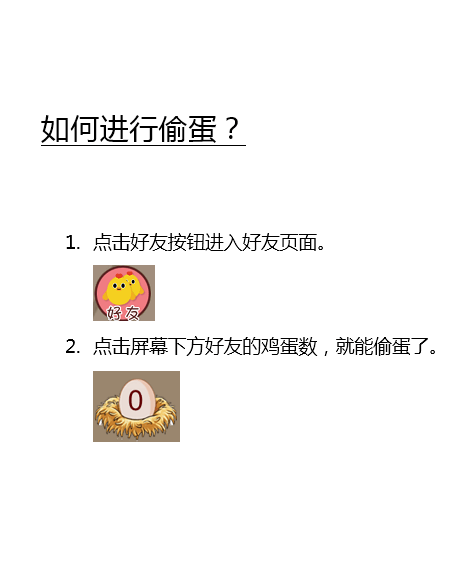 如何进行偷蛋？
1. 点击好友按钮进入好友页面。
好友
2. 点击屏幕下方好友的鸡蛋数，就能偷蛋了。
0